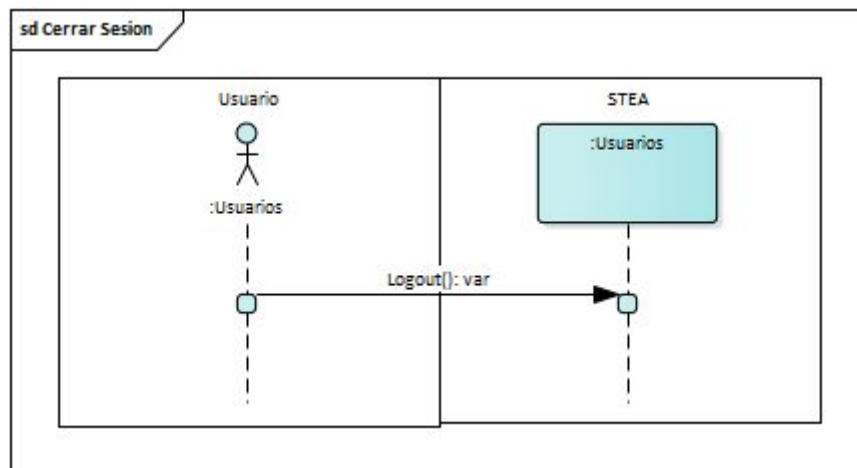 sd Cerrar Sesion
Usuario
STEA
:Usuarios
:Usuarios
Logout(): var